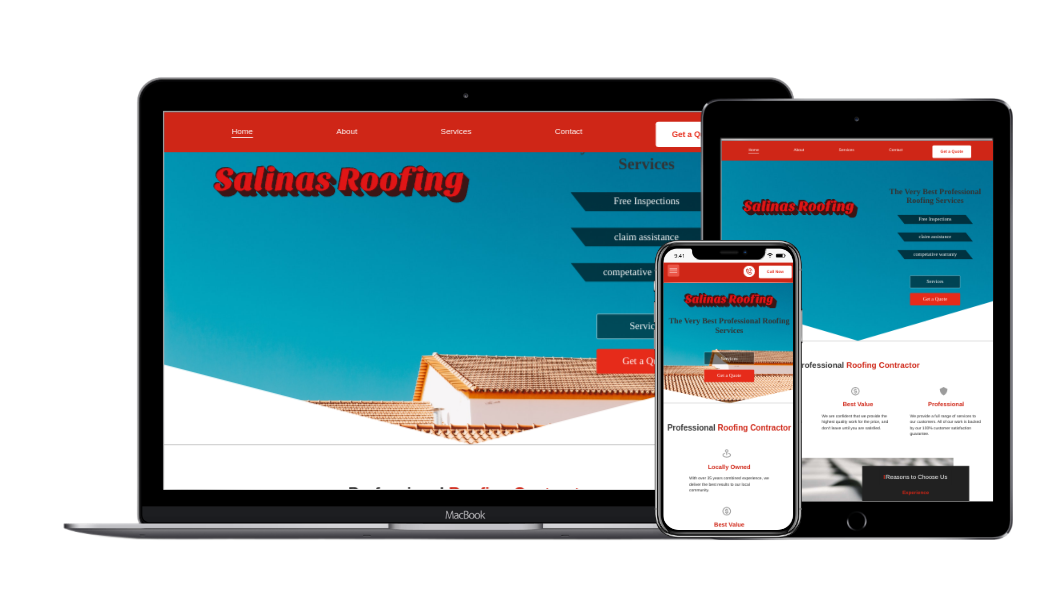 Home About Services Contact Get a Q
Salinas Roofing
Services
Free Inspections
claim assistance
competative
Servic
Get a Qu
Professional Roofing Contractor
MacBook
Home About Services Contact Get a Quote
Salinas Roofing
The Very Best Professional
Roofing Services
Free Inspections
claim assistance
competative warranty
Services
Get a Quote
rofessional Roofing Contractor
Best Value
We are confident that we provide the
highest quality work for the price, and
don't leave until you are satisfied.
Professional
We provide a full range of services to
our customers. All of our work is backed
by our 100% customer satisfaction
guarantee.
Reasons to Choose Us
Experience
9:41
Call Now
Salinas Roofing
The Very Best Professional Roofing
Services
Services
Get a Quote
Professional Roofing Contractor
Locally Owned
With over 35 years combined experience, we
deliver the best results to our local
community.
Best Value